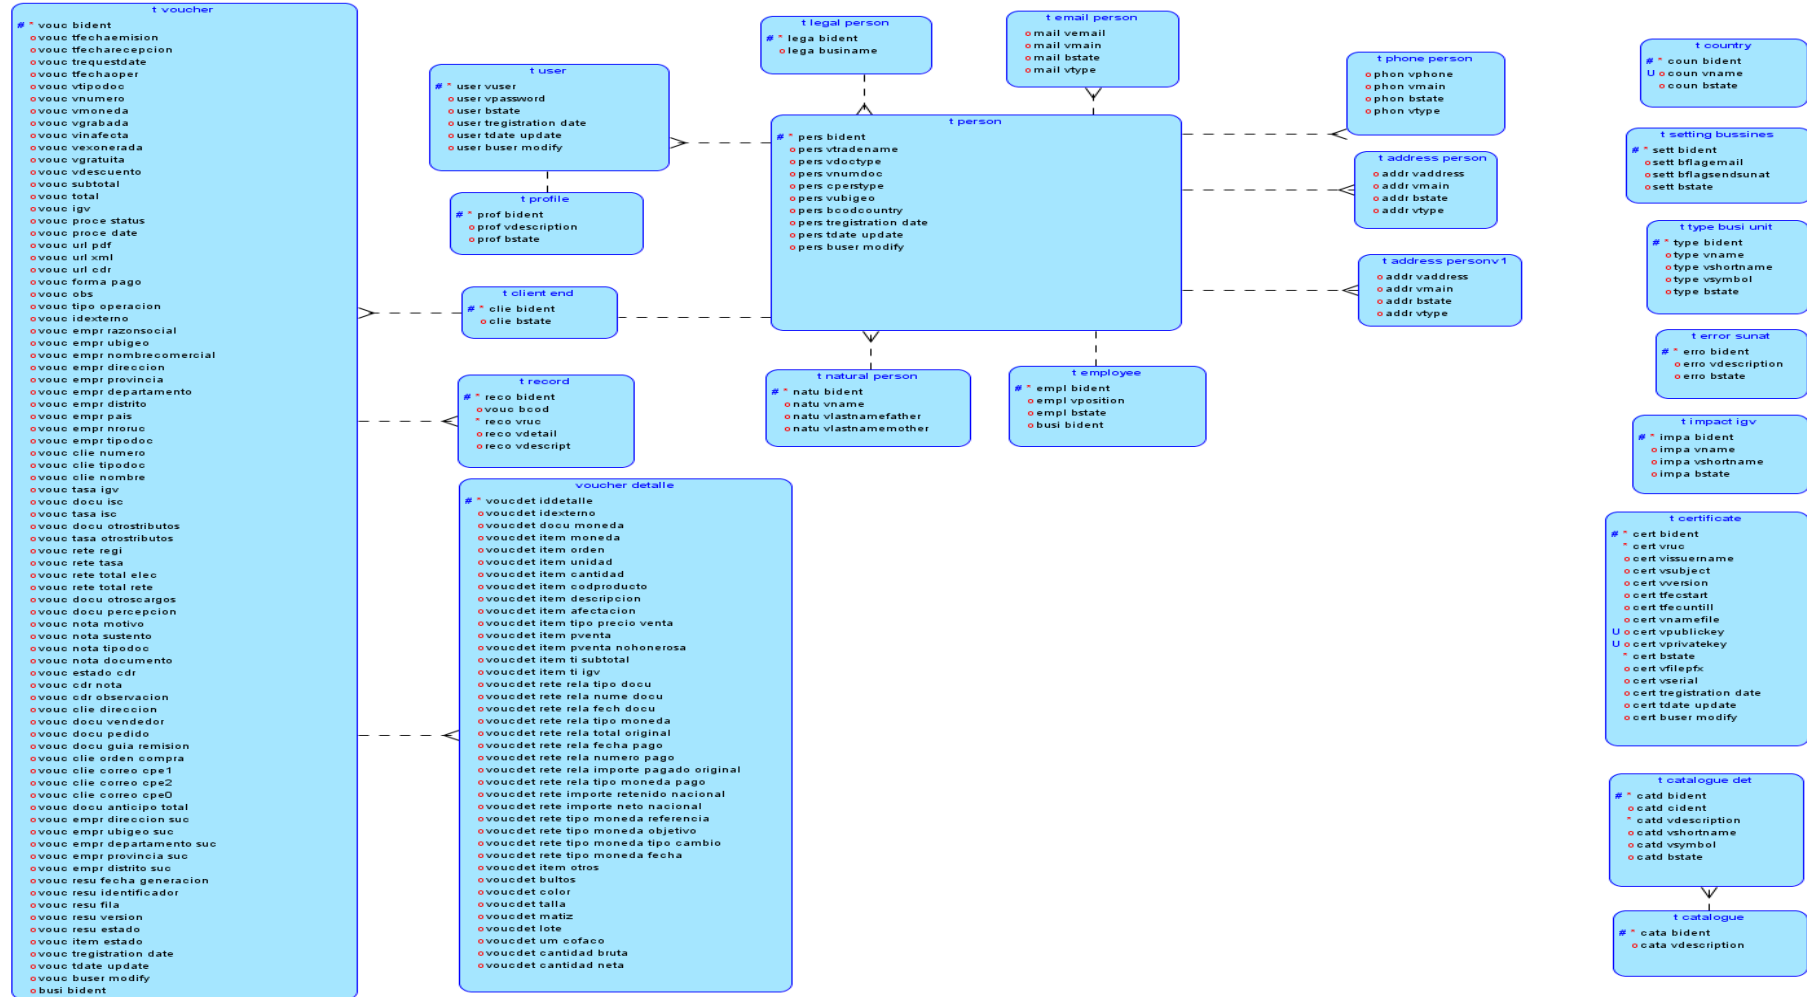 t voucher
# * vouc bident
o vouc tfechaemision
o vouc tfecharecepcion
o vouc trequestdate
o vouc tfechaoper
o vouc vtipodoc
o vouc vnumero
o vouc vmoneda
o vouc vgrabada
o vouc vinafecta
o vouc vexonerada
o vouc vgratuita
o vouc vdescuento
o vouc subtotal
o vouc total
o vouc igv
o vouc proce status
o vouc proce date
o vouc url pdf
o vouc url xml
o vouc url cdr
o vouc forma pago
o vouc obs
o vouc tipo operacion
o vouc idexterno
o vouc empr razonsocial
o vouc empr ubigeo
o vouc empr nombrecomercial
o vouc empr direccion
o vouc empr provincia
o vouc empr departamento
o vouc empr distrito
o vouc empr pais
o vouc empr nroruc
o vouc empr tipodoc
o vouc clie numero
o vouc clie tipodoc
o vouc clie nombre
o vouc tasa igv
o vouc docu isc
o vouc tasa isc
o vouc docu otrostributos
o vouc tasa otrostributos
o vouc rete regi
o vouc rete tasa
o vouc rete total elec
o vouc rete total rete
o vouc docu otroscargos
o vouc docu percepcion
o vouc nota motivo
o vouc nota sustento
o vouc nota tipodoc
o vouc nota documento
o vouc estado cdr
o vouc cdr nota
o vouc cdr observacion
o vouc clie direccion
o vouc docu vendedor
o vouc docu pedido
o vouc docu guia remision
o vouc clie orden compra
o vouc clie correo cpe1
o vouc clie correo cpe2
o vouc clie correo cpe0
o vouc docu anticipo total
o vouc empr direccion suc
o vouc empr ubigeo suc
o vouc empr departamento suc
o vouc empr provincia suc
o vouc empr distrito suc
o vouc resu fecha generacion
o vouc resu identificador
o vouc resu fila
o vouc resu version
o vouc resu estado
o vouc item estado
o vouc tregistration date
o vouc tdate update
o vouc buser modify
o busi bident
t user
# * user vuser
o user vpassword
o user bstate
o user tregistration date
o user tdate update
o user buser modify
t profile
# * prof bident
o prof vdescription
o prof bstate
t client end
# * clie bident
o clie bstate
t record
# * reco bident
o vouc bcod
* reco vruc
o reco vdetail
o reco vdescript
voucher detalle
# * voucdet iddetalle
o voucdet idexterno
o voucdet docu moneda
o voucdet item moneda
o voucdet item orden
o voucdet item unidad
o voucdet item cantidad
o voucdet item codproducto
o voucdet item descripcion
o voucdet item afectacion
o voucdet item tipo precio venta
o voucdet item pventa
o voucdet item pventa nohonerosa
o voucdet item ti subtotal
o voucdet item ti igv
o voucdet rete rela tipo docu
o voucdet rete rela nume docu
o voucdet rete rela fech docu
o voucdet rete rela tipo moneda
o voucdet rete rela total original
o voucdet rete rela fecha pago
o voucdet rete rela numero pago
o voucdet rete rela importe pagado original
o voucdet rete rela tipo moneda pago
o voucdet rete importe retenido nacional
o voucdet rete importe neto nacional
o voucdet rete tipo moneda referencia
o voucdet rete tipo moneda objetivo
o voucdet rete tipo moneda tipo cambio
o voucdet rete tipo moneda fecha
o voucdet item otros
o voucdet bultos
o voucdet color
o voucdet talla
o voucdet matiz
o voucdet lote
o voucdet um cofaco
o voucdet cantidad bruta
o voucdet cantidad neta
t legal person
# * lega bident
o lega businame
t email person
o mail vemail
o mail vmain
o mail bstate
o mail vtype
t person
# * pers bident
o pers vtradename
o pers vdoctype
o pers vnumdoc
o pers cperstype
o pers vubigeo
o pers bcodcountry
o pers tregistration date
o pers tdate update
o pers buser modify
t natural person
# * natu bident
o natu vname
o natu vlastnamefather
o natu vlastnamemother
t employee
# * empl bident
o empl vposition
o empl bstate
o busi bident
t phone person
o phon vphone
o phon vmain
o phon bstate
o phon vtype
t address person
o addr vaddress
o addr vmain
o addr bstate
o addr vtype
t address personv1
o addr vaddress
o addr vmain
o addr bstate
o addr vtype
t country
# * coun bident
U o coun vname
o coun bstate
t setting bussines
# * sett bident
o sett bflagemail
o sett bflagsendsunat
o sett bstate
t type busi unit
# * type bident
o type vname
o type vshortname
o type vsymbol
o type bstate
t error sunat
# * erro bident
o erro vdescription
o erro bstate
t impact igv
# * impa bident
o impa vname
o impa vshortname
o impa bstate
t certificate
# * cert bident
* cert vruc
o cert vissuername
o cert vsubject
o cert vversion
o cert tfecstart
o cert tfecuntill
o cert vnamefile
U o cert vpublickey
U o cert vprivatekey
* cert bstate
o cert vfilepfx
o cert vserial
o cert tregistration date
o cert tdate update
o cert buser modify
t catalogue det
# * catd bident
o catd cident
* catd vdescription
o catd vshortname
o catd vsymbol
o catd bstate
t catalogue
# * cata bident
o cata vdescription